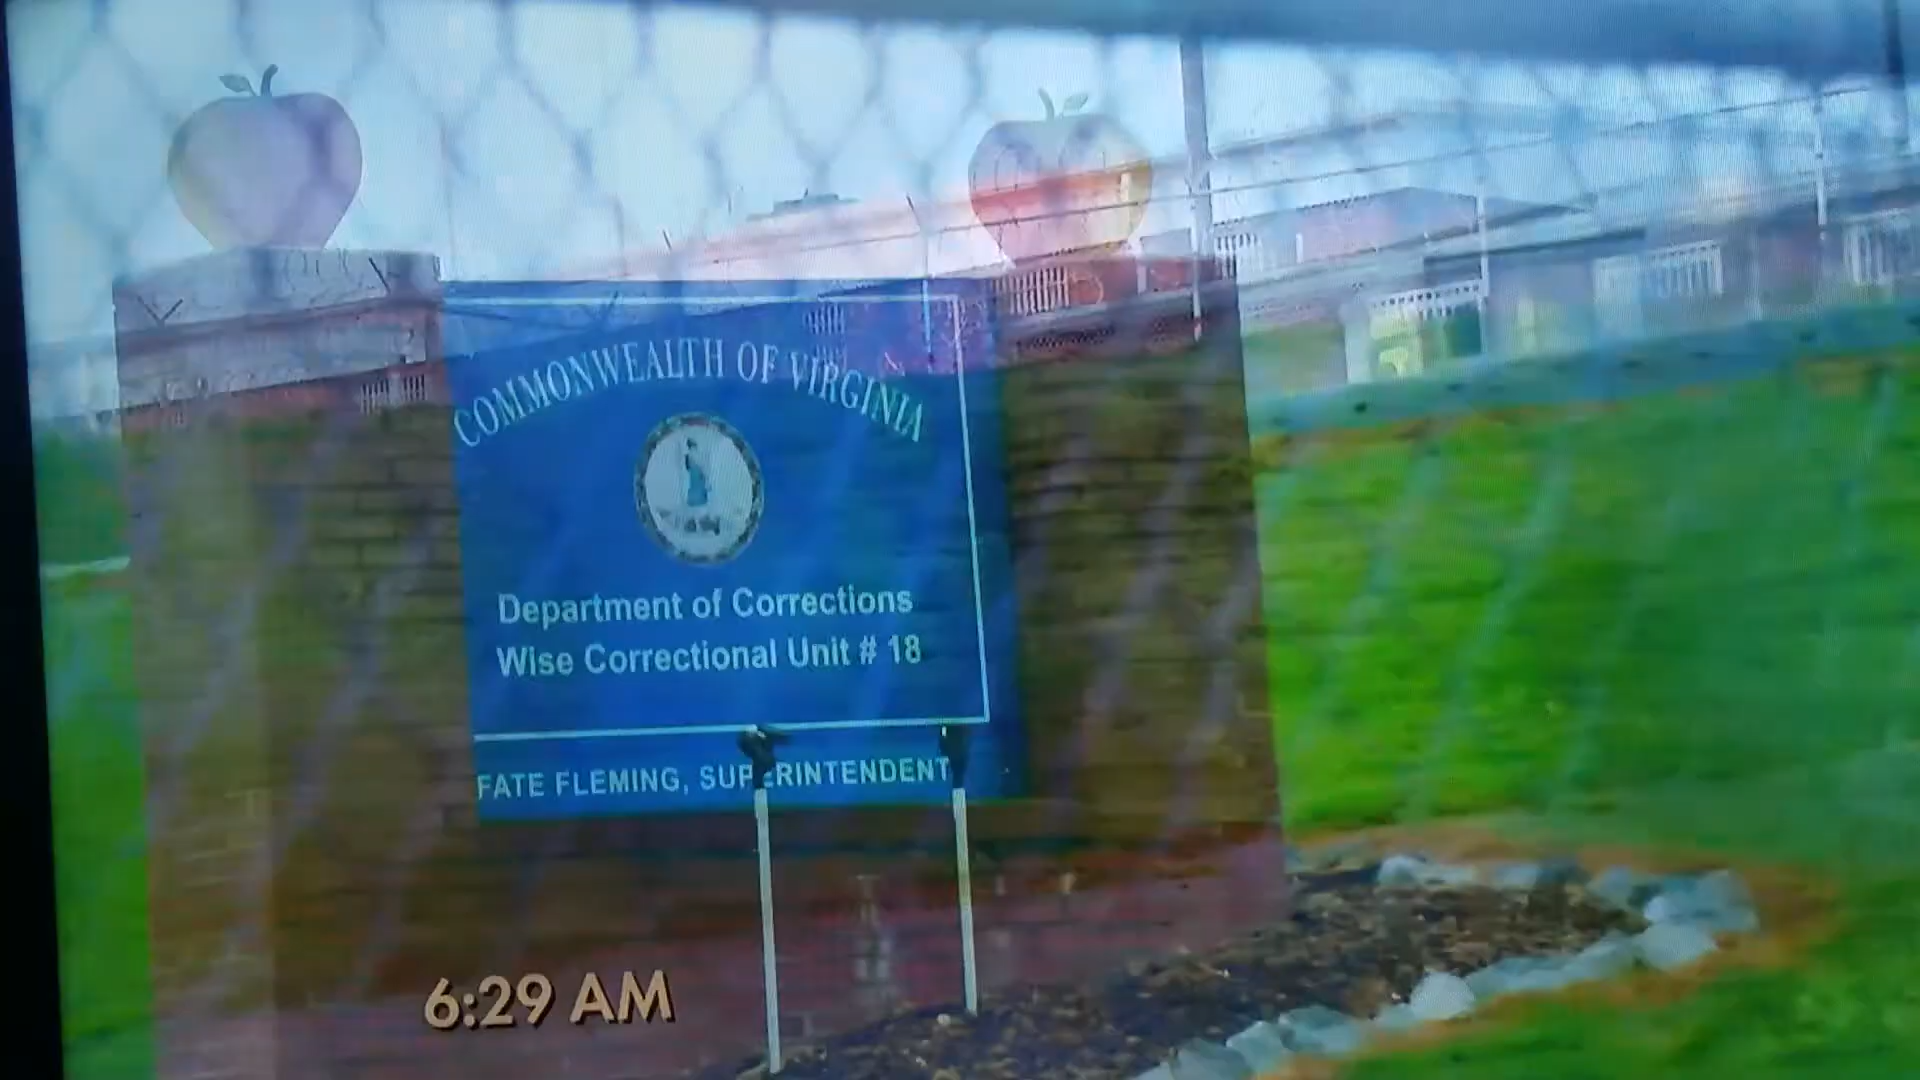 COMMONWEALTH OF VIRGINIA
Department of Corrections
Wise Correctional Unit # 18
FATE FLEMING, SUPERINTENDENT
6:29 AM